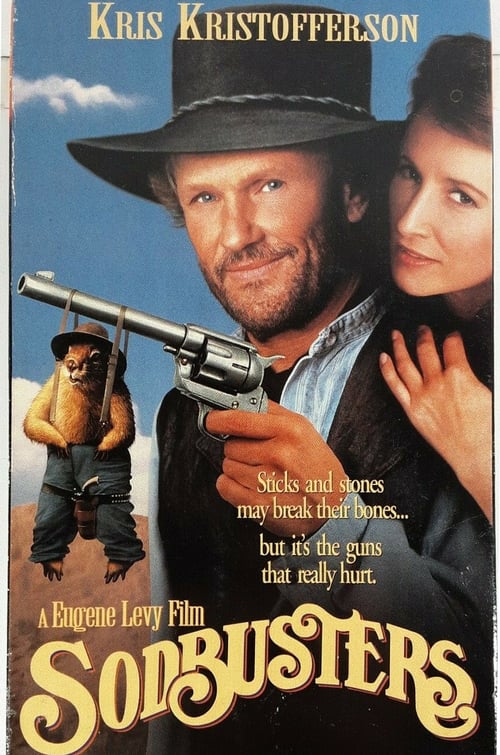 KRIS KRISTOFFERSON
Sticks and stones
may break their bones...
but it's the guns
that really hurt.
A EUGENE LEVY FILM
SODBUSTERS